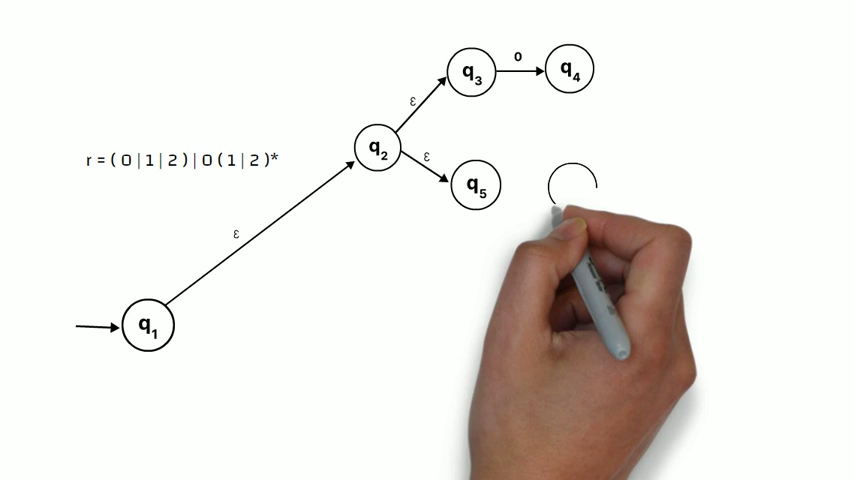 q3 0 q4
ε
q2 ε
r = ( 0 | 1 | 2 ) | 0 ( 1 | 2 )*
q5
ε
q1